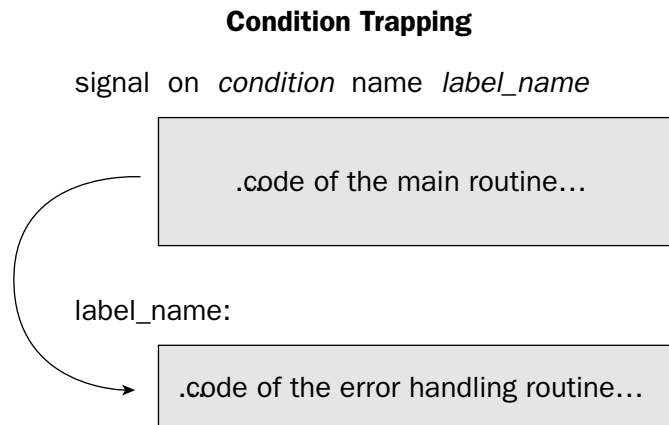 Condition Trapping
signal on condition name label_name
...code of the main routine…
label_name:
...code of the error handling routine…